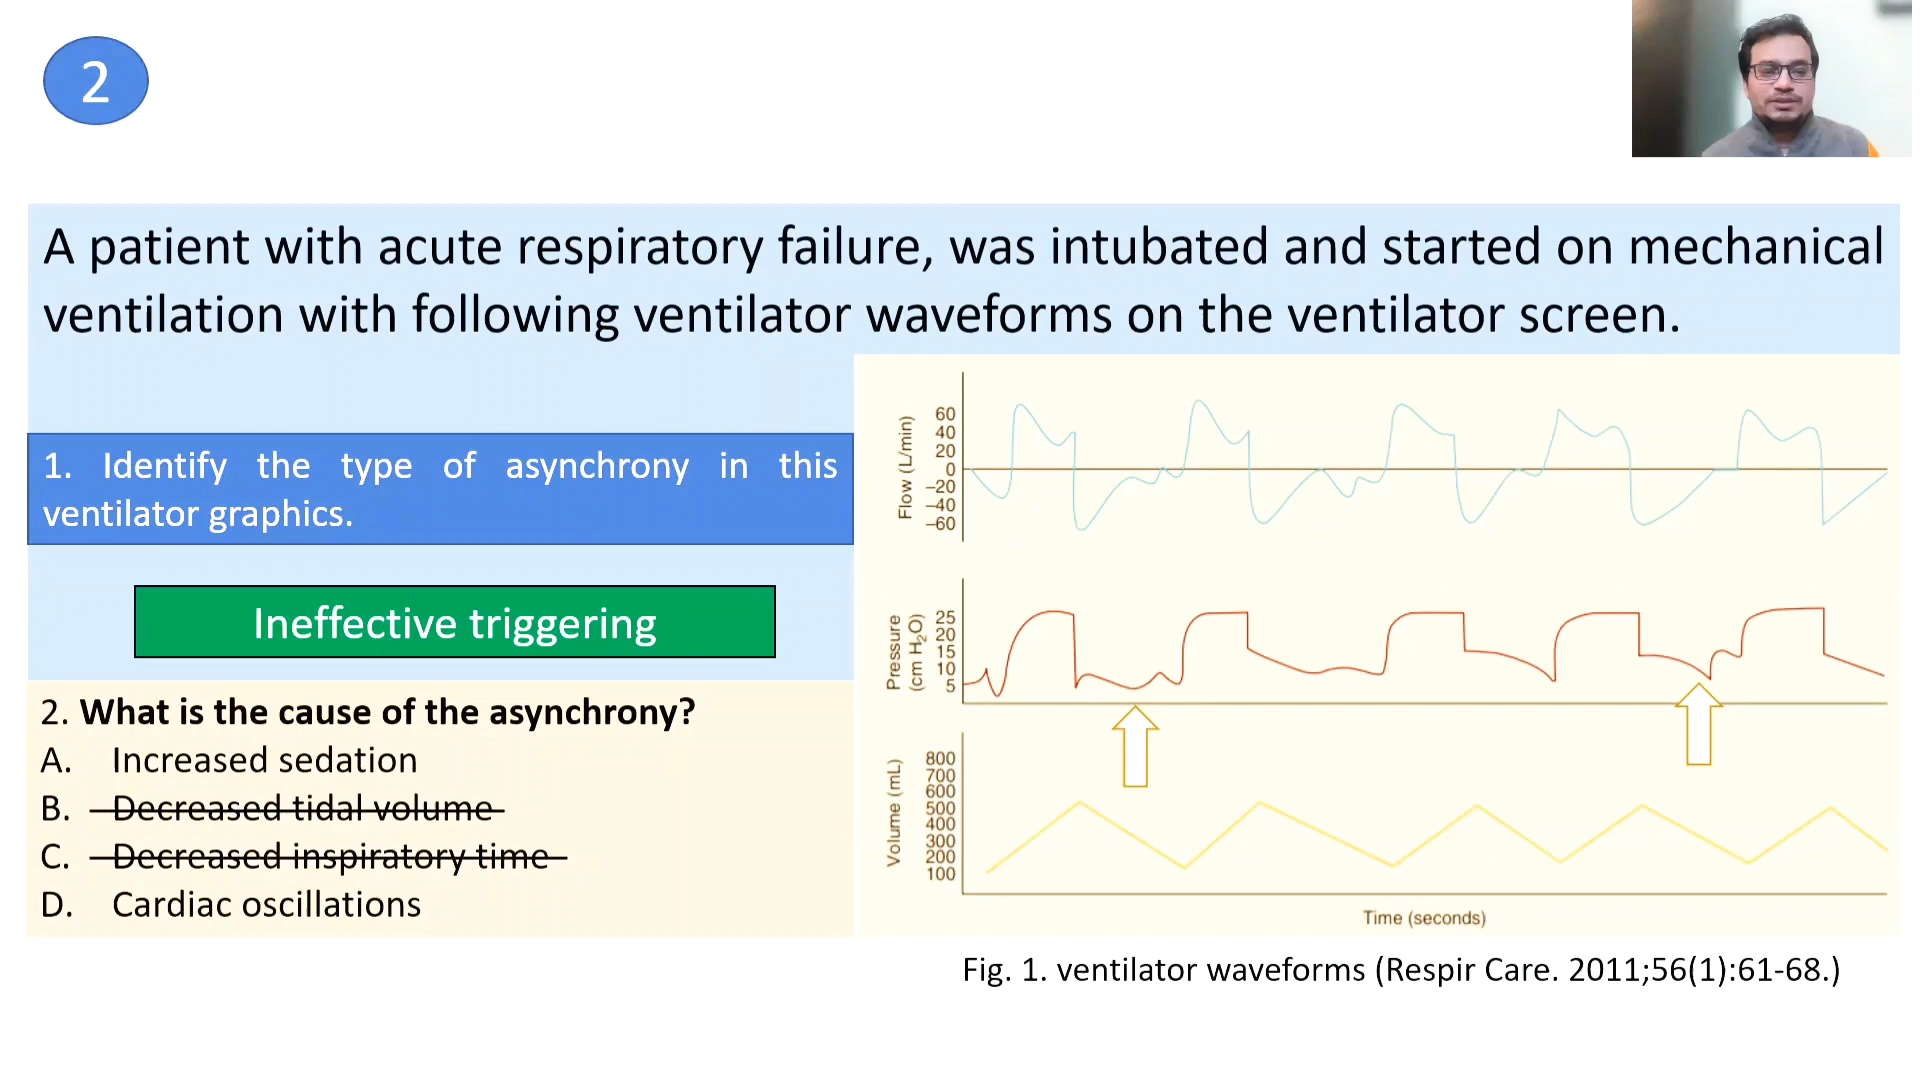 2
A patient with acute respiratory failure, was intubated and started on mechanical
ventilation with following ventilator waveforms on the ventilator screen.
1. Identify the type of asynchrony in this
ventilator graphics.
Ineffective triggering
2. What is the cause of the asynchrony?
A. Increased sedation
B. Decreased tidal volume
C. Decreased inspiratory time
D. Cardiac oscillations
Flow (L/min)
60
40
20
0
–20
–40
–60
Pressure
(cm H₂O)
25
20
15
10
5
Volume (mL)
800
700
600
500
400
300
200
100
Time (seconds)
Fig. 1. ventilator waveforms (Respir Care. 2011;56(1):61-68.)